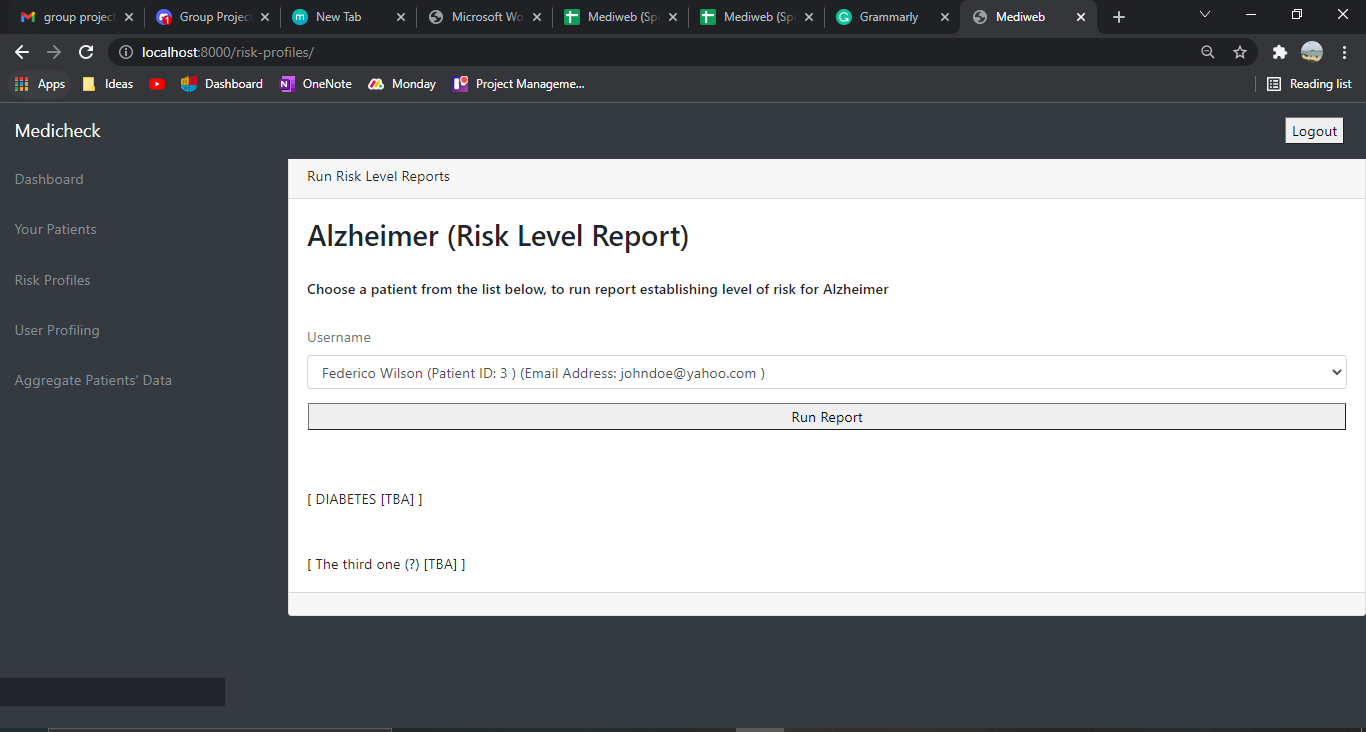 group project
Group Project
New Tab
Microsoft Wo
Mediweb (Spr
Mediweb (Spr
Grammarly
Mediweb
localhost:8000/risk-profiles/
Apps
Ideas
Dashboard
OneNote
Monday
Project Manageme...
Reading list
Medicheck
Logout
Dashboard
Your Patients
Risk Profiles
User Profiling
Aggregate Patients' Data
Run Risk Level Reports
Alzheimer (Risk Level Report)
Choose a patient from the list below, to run report establishing level of risk for Alzheimer
Username
Federico Wilson (Patient ID: 3 ) (Email Address: johndoe@yahoo.com )
Run Report
[ DIABETES [TBA] ]
[ The third one (?) [TBA] ]